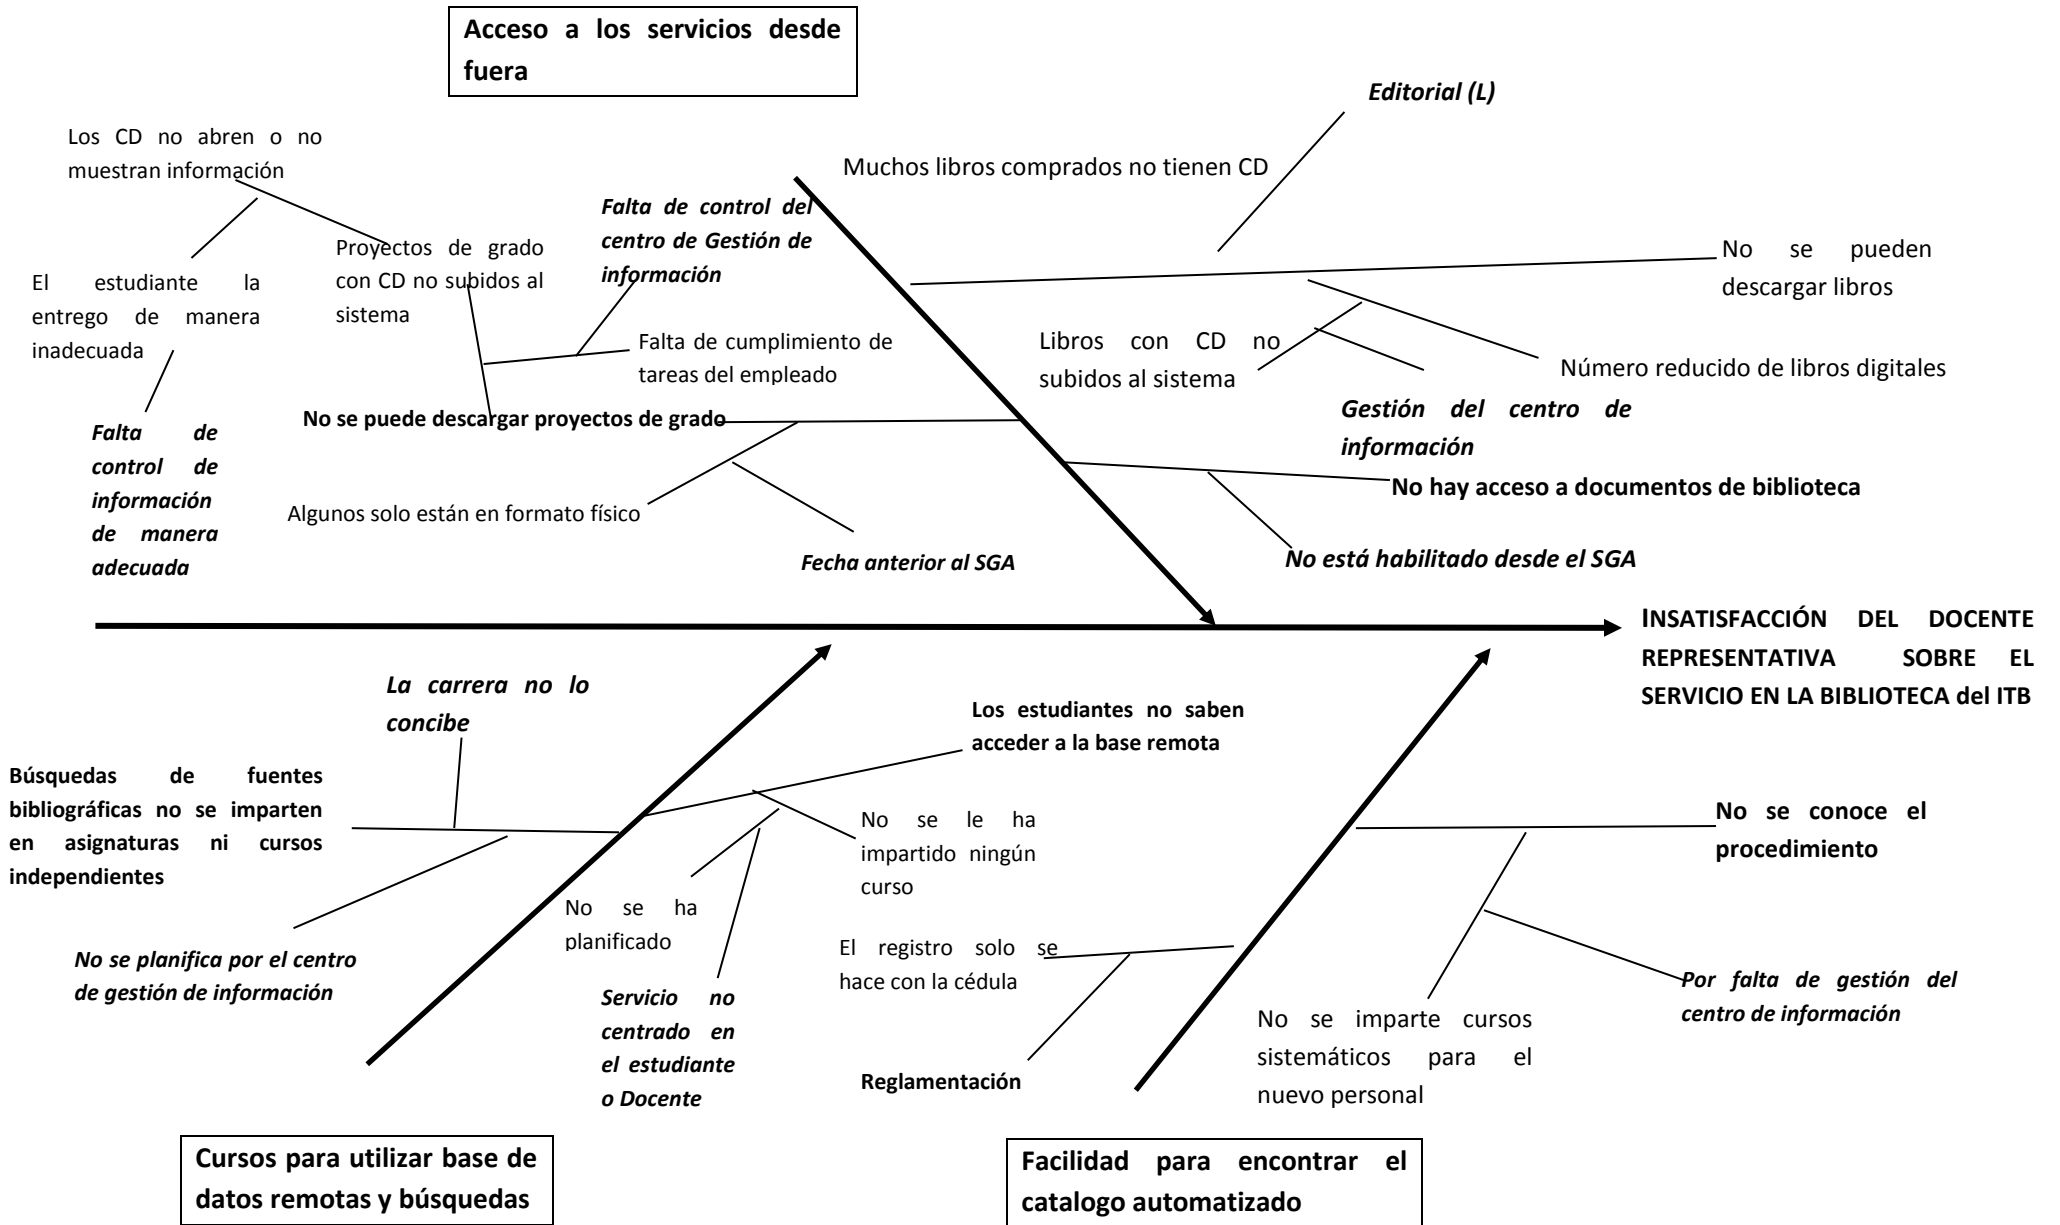 Acceso a los servicios desde
fuera
Editorial (L)
Los CD no abren o no
muestran información
Muchos libros comprados no tienen CD
Falta de control del
centro de Gestión de
información
Proyectos de grado
con CD no subidos al
sistema
No se pueden
descargar libros
El estudiante la
entrego de manera
inadecuada
Falta de cumplimiento de
tareas del empleado
Libros con CD no
subidos al sistema
Número reducido de libros digitales
No se puede descargar proyectos de grado
Gestión del centro de
información
Falta de
control de
información
de manera
adecuada
No hay acceso a documentos de biblioteca
Algunos solo están en formato físico
Fecha anterior al SGA
No está habilitado desde el SGA
INSATISFACCIÓN DEL DOCENTE
REPRESENTATIVA SOBRE EL
SERVICIO EN LA BIBLIOTECA del ITB
La carrera no lo
concibe
Los estudiantes no saben
acceder a la base remota
Búsquedas de fuentes
bibliográficas no se imparten
en asignaturas ni cursos
independientes
No se le ha
impartido ningún
curso
No se conoce el
procedimiento
No se ha
planificado
No se planifica por el centro
de gestión de información
El registro solo se
hace con la cédula
Por falta de gestión del
centro de información
Servicio no
centrado en
el estudiante
o Docente
No se imparte cursos
sistemáticos para el
nuevo personal
Reglamentación
Cursos para utilizar base de
datos remotas y búsquedas
Facilidad para encontrar el
catalogo automatizado